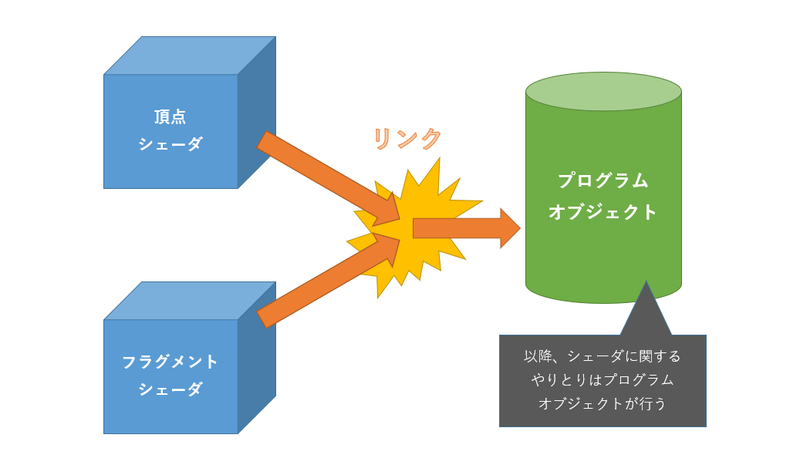 頂点
シェーダ
リンク
プログラム
オブジェクト
フラグメント
シェーダ
以降、シェーダに関する
やりとりはプログラム
オブジェクトが行う